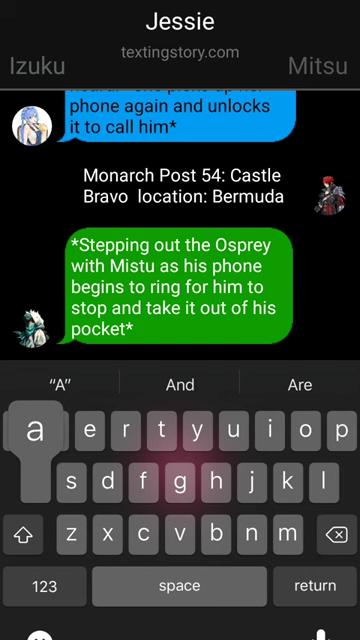 Jessie
textingstory.com
Izuku
Mitsu
phone again and unlocks
it to call him*
Monarch Post 54: Castle
Bravo location: Bermuda
*Stepping out the Osprey
with Mistu as his phone
begins to ring for him to
stop and take it out of his
pocket*
“A”
And
Are
a
e r t y u i o p
s d f g h j k l
z x c v b n m
123
space
return